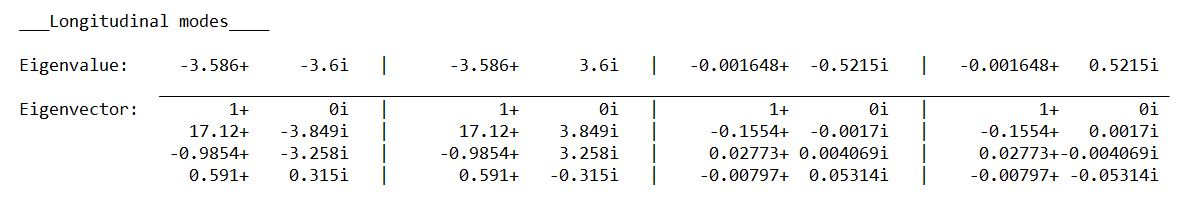 ___Longitudinal modes____
Eigenvalue: -3.586+ -3.6i | -3.586+ 3.6i | -0.001648+ -0.5215i | -0.001648+ 0.5215i
Eigenvector: 1+ 0i | 1+ 0i | 1+ 0i | 1+ 0i
17.12+ -3.849i | 17.12+ 3.849i | -0.1554+ -0.0017i | -0.1554+ 0.0017i
-0.9854+ -3.258i | -0.9854+ 3.258i | 0.02773+ 0.004069i | 0.02773+-0.004069i
0.591+ 0.315i | 0.591+ -0.315i | -0.00797+ 0.05314i | -0.00797+ -0.05314i